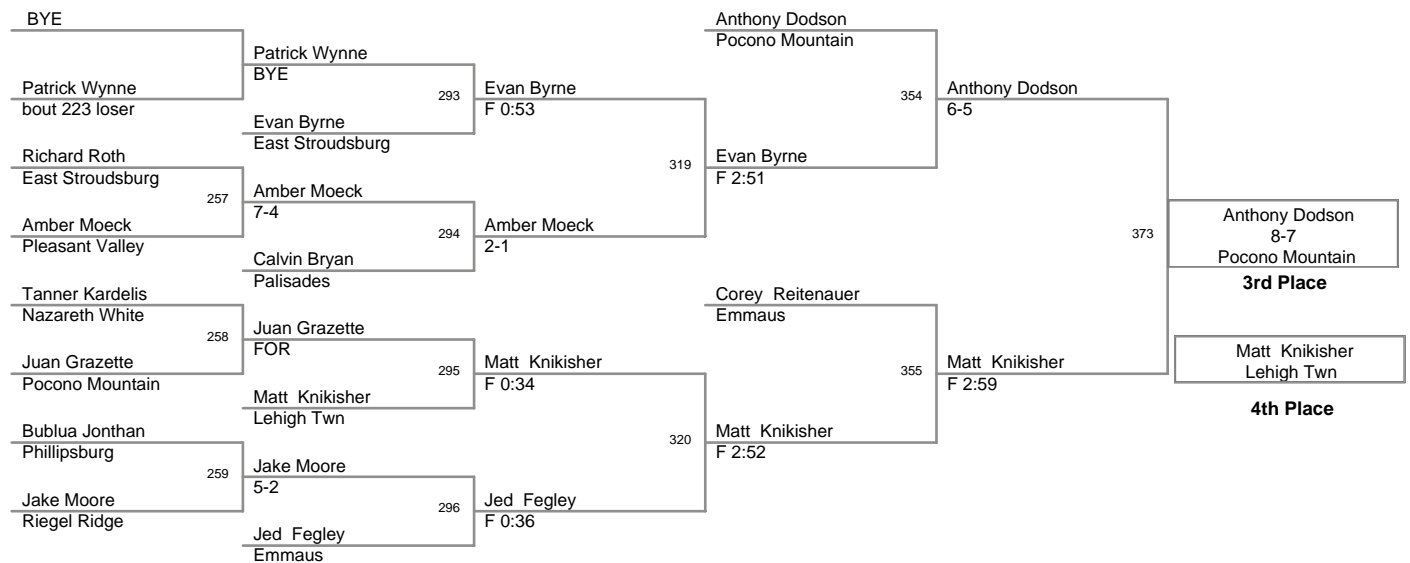 BYE
Patrick Wynne
bout 223 loser
Richard Roth
East Stroudsburg
257
Amber Moeck
Pleasant Valley
Tanner Kardelis
Nazareth White
258
Juan Grazette
Pocono Mountain
Bublua Jonthan
Phillipsburg
259
Jake Moore
Riegel Ridge
Patrick Wynne
BYE
293
Evan Byrne
East Stroudsburg
Amber Moeck
7-4
294
Calvin Bryan
Palisades
Juan Grazette
FOR
295
Matt Knikisher
Lehigh Twn
Jake Moore
5-2
296
Jed Fegley
Emmaus
Evan Byrne
F 0:53
319
Amber Moeck
2-1
Matt Knikisher
F 0:34
320
Jed Fegley
F 0:36
Anthony Dodson
Pocono Mountain
354
Evan Byrne
F 2:51
Corey Reitenauer
Emmaus
355
Matt Knikisher
F 2:52
Anthony Dodson
6-5
373
Matt Knikisher
F 2:59
Anthony Dodson
8-7
Pocono Mountain
3rd Place
Matt Knikisher
Lehigh Twn
4th Place